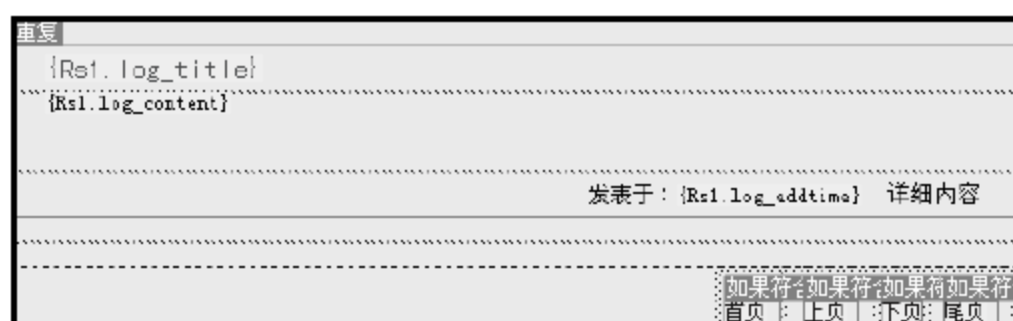 重复
{Rs1.log_title}
{Rs1.log_content}
发表于：{Rs1.log_addtime} 详细内容
如果符 如果符 如果符 如果符
首页 | 上页 | 下页 | 尾页 |